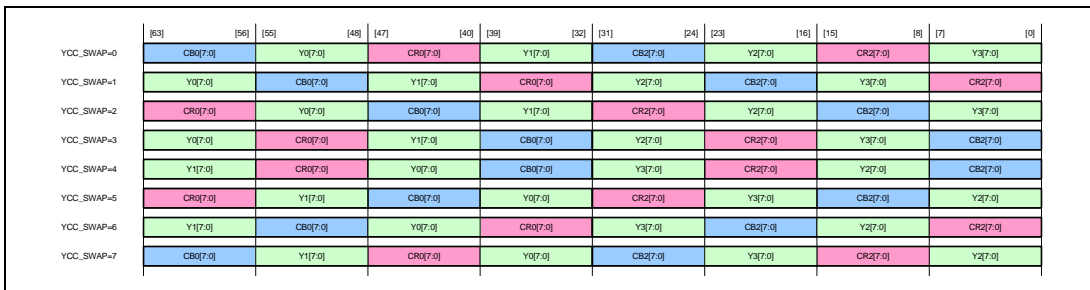 [63] [56] [55] [48] [47] [40] [39] [32] [31] [24] [23] [16] [15] [8] [7] [0]
YCC_SWAP=0 CB0[7:0] Y0[7:0] CR0[7:0] Y1[7:0] CB2[7:0] Y2[7:0] CR2[7:0] Y3[7:0]
YCC_SWAP=1 Y0[7:0] CB0[7:0] Y1[7:0] CR0[7:0] Y2[7:0] CB2[7:0] Y3[7:0] CR2[7:0]
YCC_SWAP=2 CR0[7:0] Y0[7:0] CB0[7:0] Y1[7:0] CR2[7:0] Y2[7:0] CB2[7:0] Y3[7:0]
YCC_SWAP=3 Y0[7:0] CR0[7:0] Y1[7:0] CB0[7:0] Y2[7:0] CR2[7:0] Y3[7:0] CB2[7:0]
YCC_SWAP=4 Y1[7:0] CR0[7:0] Y0[7:0] CB0[7:0] Y3[7:0] CR2[7:0] Y2[7:0] CB2[7:0]
YCC_SWAP=5 CR0[7:0] Y1[7:0] CB0[7:0] Y0[7:0] CR2[7:0] Y3[7:0] CB2[7:0] Y2[7:0]
YCC_SWAP=6 Y1[7:0] CB0[7:0] Y0[7:0] CR0[7:0] Y3[7:0] CB2[7:0] Y2[7:0] CR2[7:0]
YCC_SWAP=7 CB0[7:0] Y1[7:0] CR0[7:0] Y0[7:0] CB2[7:0] Y3[7:0] CR2[7:0] Y2[7:0]